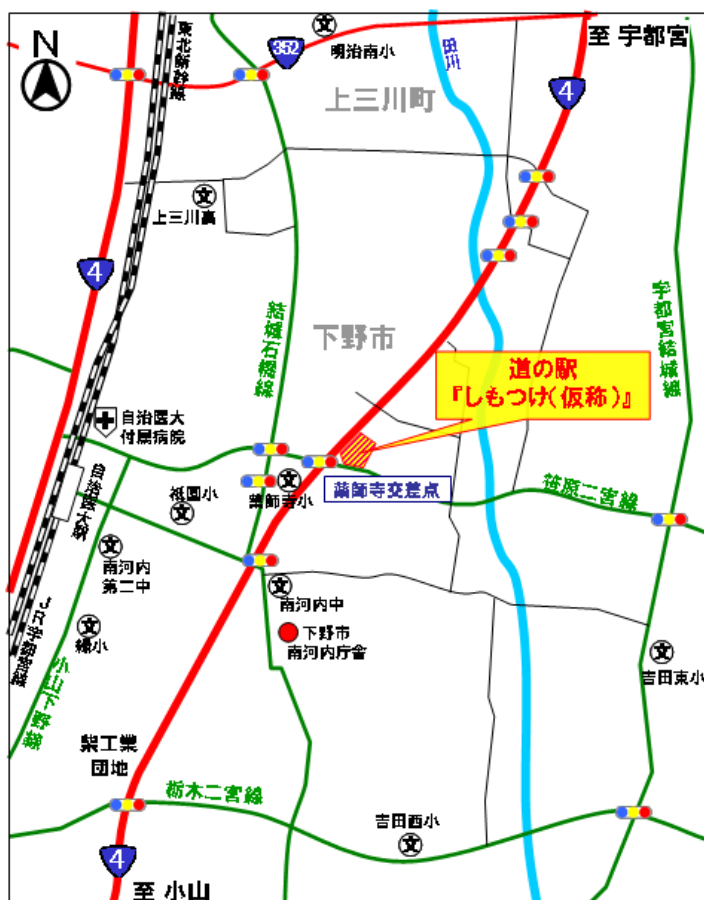 N
352
明治南小
田川
至 宇都宮
4
東北新幹線
上三川町
上三川高
4
結城石橋線
下野市
宇都宮結城線
道の駅
『しもつけ(仮称)』
自治医大
付属病院
薬師寺交差点
笹原二宮線
自治医大駅
祇園小
薬師寺小
南河内
第二中
南河内中
緑小
下野市
南河内庁舎
JR宇都宮線
小山下野線
吉田東小
柴工業
団地
栃木二宮線
吉田西小
4
至 小山